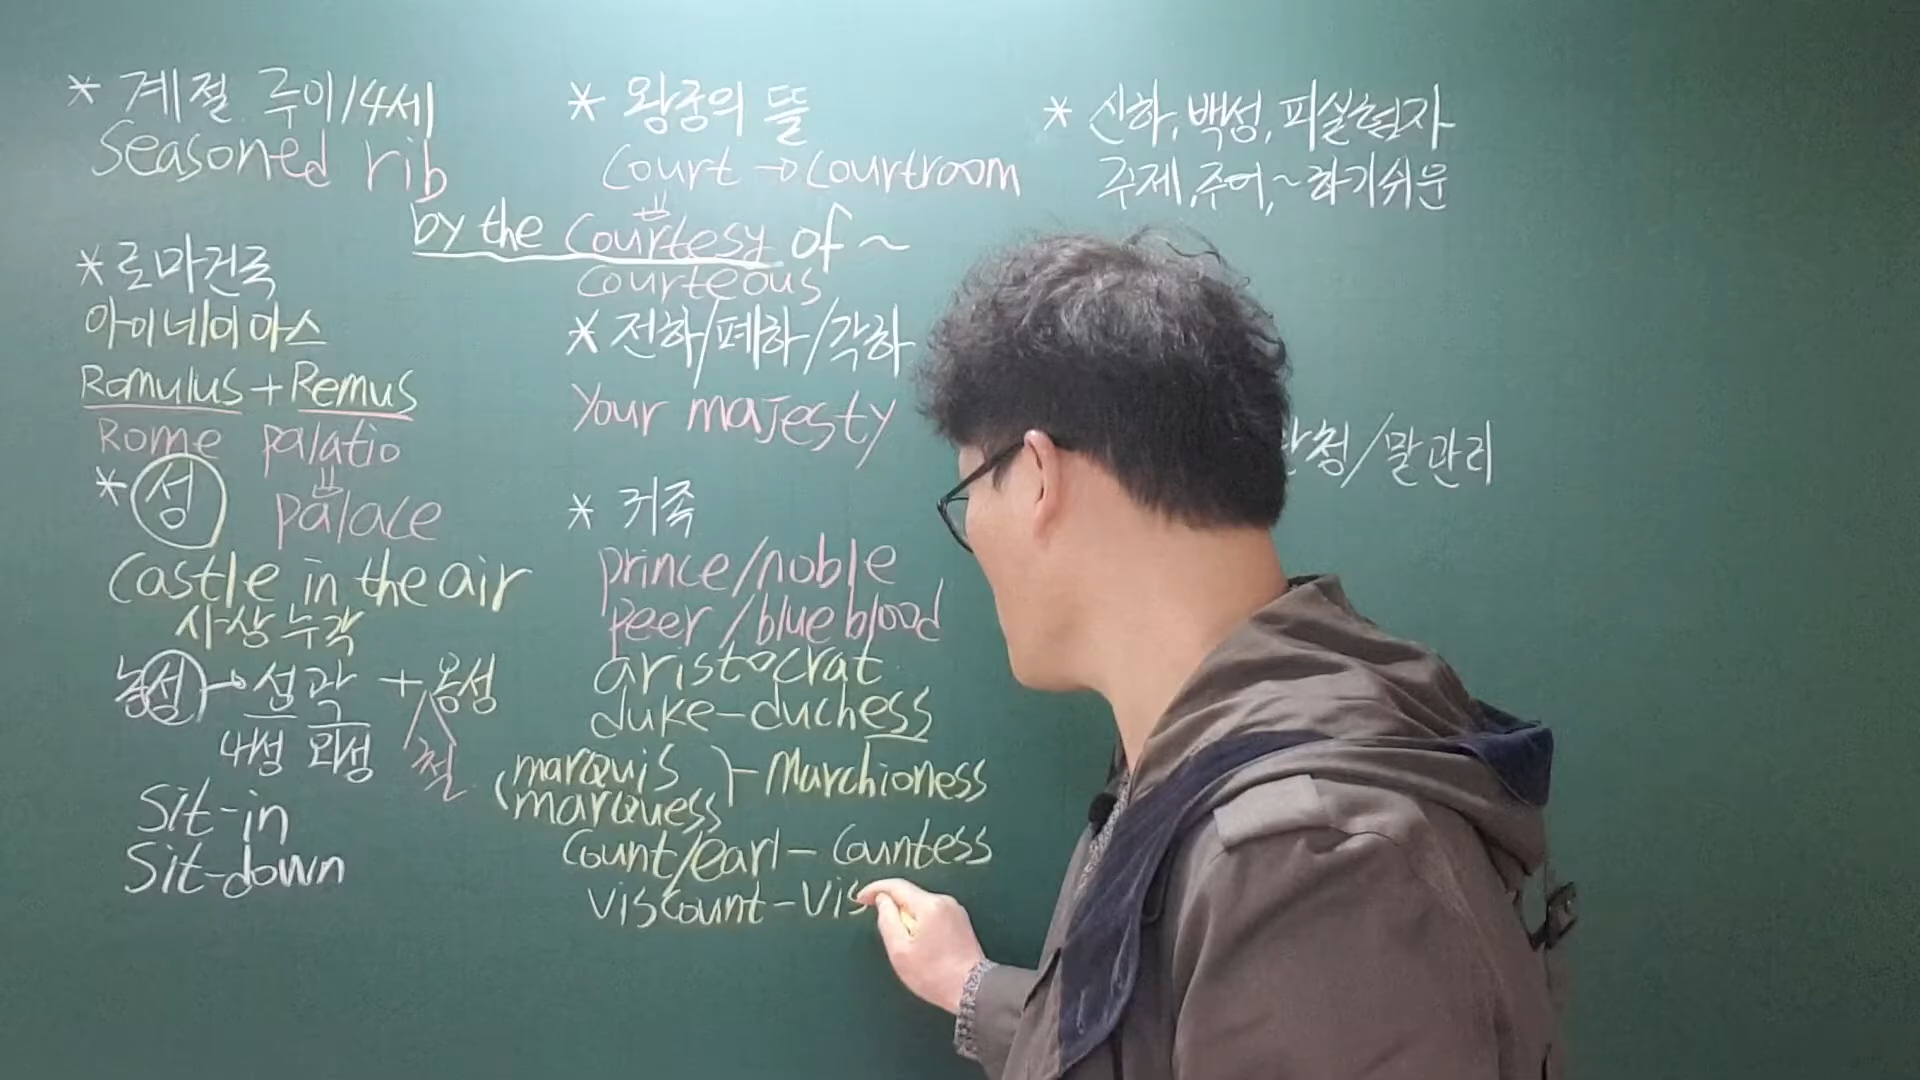 * 계절 루이/4세
Seasoned rib
* 로마건국
아이네이아스
Romulus + Remus
Rome palatio
* 성 palace
Castle in the air
사상누각
농성 → 성곽 + 옹성
내성 외성
Sit-in
Sit-down
* 왕궁의 뜰
Court → Courtroom
by the Courtesy of ~
Courteous
* 전하/폐하/각하
Your majesty
* 귀족
prince/noble
peer/blue blood
aristocrat
duke-duchess
(marquis
marquess) - Marchioness
Count/earl - Countess
Viscount - Vis
* 신하, 백성, 피실험자
주제, 주어, ~하기쉬운
청/말관리